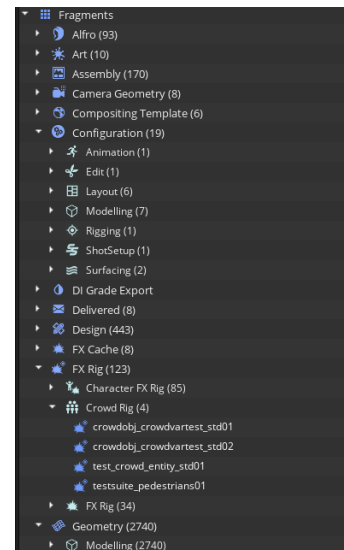 Fragments
Alfro (93)
Art (10)
Assembly (170)
Camera Geometry (8)
Compositing Template (6)
Configuration (19)
Animation (1)
Edit (1)
Layout (6)
Modelling (7)
Rigging (1)
ShotSetup (1)
Surfacing (2)
DI Grade Export
Delivered (8)
Design (443)
FX Cache (8)
FX Rig (123)
Character FX Rig (85)
Crowd Rig (4)
crowdobj_crowdvartest_std01
crowdobj_crowdvartest_std02
test_crowd_entity_std01
testsuite_pedestrians01
FX Rig (34)
Geometry (2740)
Modelling (2740)